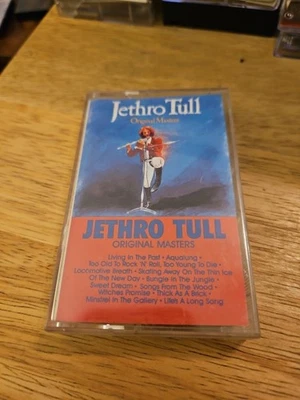 Jethro Tull
Original Masters
JETHRO TULL
ORIGINAL MASTERS
Living In The Past • Aqualung •
Too Old To Rock 'N' Roll, Too Young To Die •
Locomotive Breath • Skating Away On The Thin Ice
Of The New Day • Bungle In The Jungle •
Sweet Dream • Songs From The Wood •
Witches Promise • Thick As A Brick •
Minstrel In The Gallery • Life's A Long Song